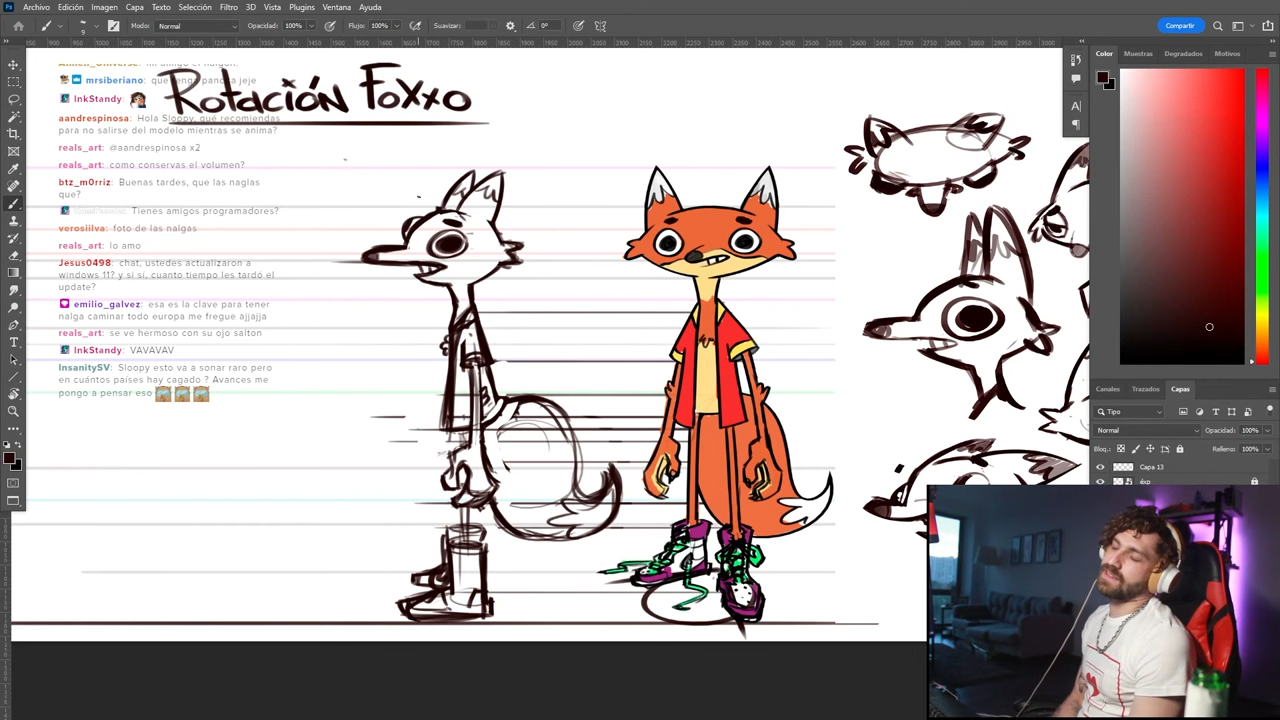 Archivo Edición Imagen Capa Texto Selección Filtro 3D Vista Plugins Ventana Ayuda
Modo: Normal Opacidad: 100% Flujo: 100% Suavizar: 0° Compartir
Rotación Foxxo
mrsiberiano:
InkStandy:
aandrespinosa: Hola Sloppy, qué recomiendas
para no salirse del modelo mientras se anima?
reals_art: @aandrespinosa x2
reals_art: como conservas el volumen?
btz_m0rriz: Buenas tardes, que las naglas
que?
Tienes amigos programadores?
verosiilva: foto de las nalgas
reals_art: lo amo
Jesus0498: chat, ustedes actualizaron a
windows 11? y si sí, cuanto tiempo les tardó el
update?
emilio_galvez: esa es la clave para tener
nalga caminar todo europa me fregue ajjajja
reals_art: se ve hermoso con su ojo salton
InkStandy: VAVAVAV
InsanitySV: Sloopy esto va a sonar raro pero
en cuántos países hay cagado ? Avances me
pongo a pensar eso
Color Muestras Degradados Motivos
Canales Trazados Capas
Tipo
Normal Opacidad: 100%
Bloq.: Relleno: 100%
Capa 13